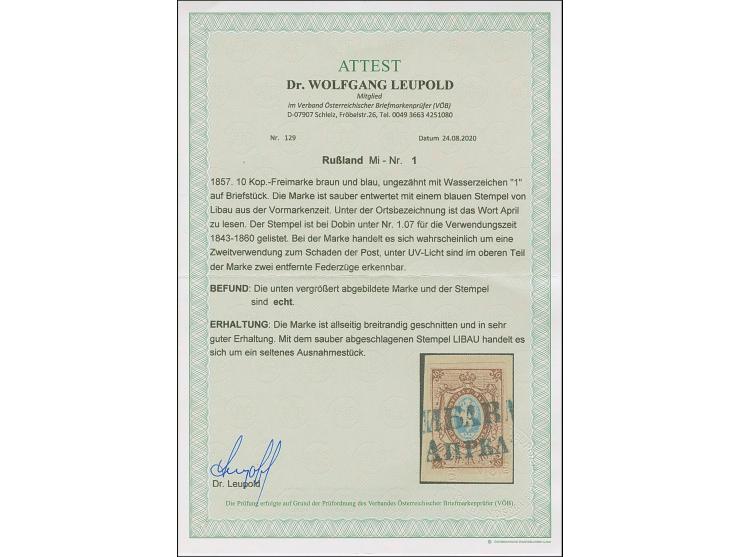 ATTEST
Dr. WOLFGANG LEUPOLD
Mitglied
im Verband Österreichischer Briefmarkenprüfer (VÖB)
D-07907 Schleiz, Fröbelstr.26, Tel. 0049 3663 4251080
Nr. 129 Datum 24.08.2020
Rußland Mi - Nr. 1
1857. 10 Kop.-Freimarke braun und blau, ungezähnt mit Wasserzeichen "1"
auf Briefstück. Die Marke ist sauber entwertet mit einem blauen Stempel von
Libau aus der Vormarkenzeit. Unter der Ortsbezeichnung ist das Wort April
zu lesen. Der Stempel ist bei Dobin unter Nr. 1.07 für die Verwendungszeit
1843-1860 gelistet. Bei der Marke handelt es sich wahrscheinlich um eine
Zweitverwendung zum Schaden der Post, unter UV-Licht sind im oberen Teil
der Marke zwei entfernte Federzüge erkennbar.
BEFUND: Die unten vergrößert abgebildete Marke und der Stempel
sind echt.
ERHALTUNG: Die Marke ist allseitig breitrandig geschnitten und in sehr
guter Erhaltung. Mit dem sauber abgeschlagenen Stempel LIBAU handelt es
sich um ein seltenes Ausnahmestück.
ИБАВА
АПРЕЛ
Dr. Leupold
Die Prüfung erfolgte auf Grund der Prüfordnung des Verbandes Österreichischer Briefmarkenprüfer (VÖB).